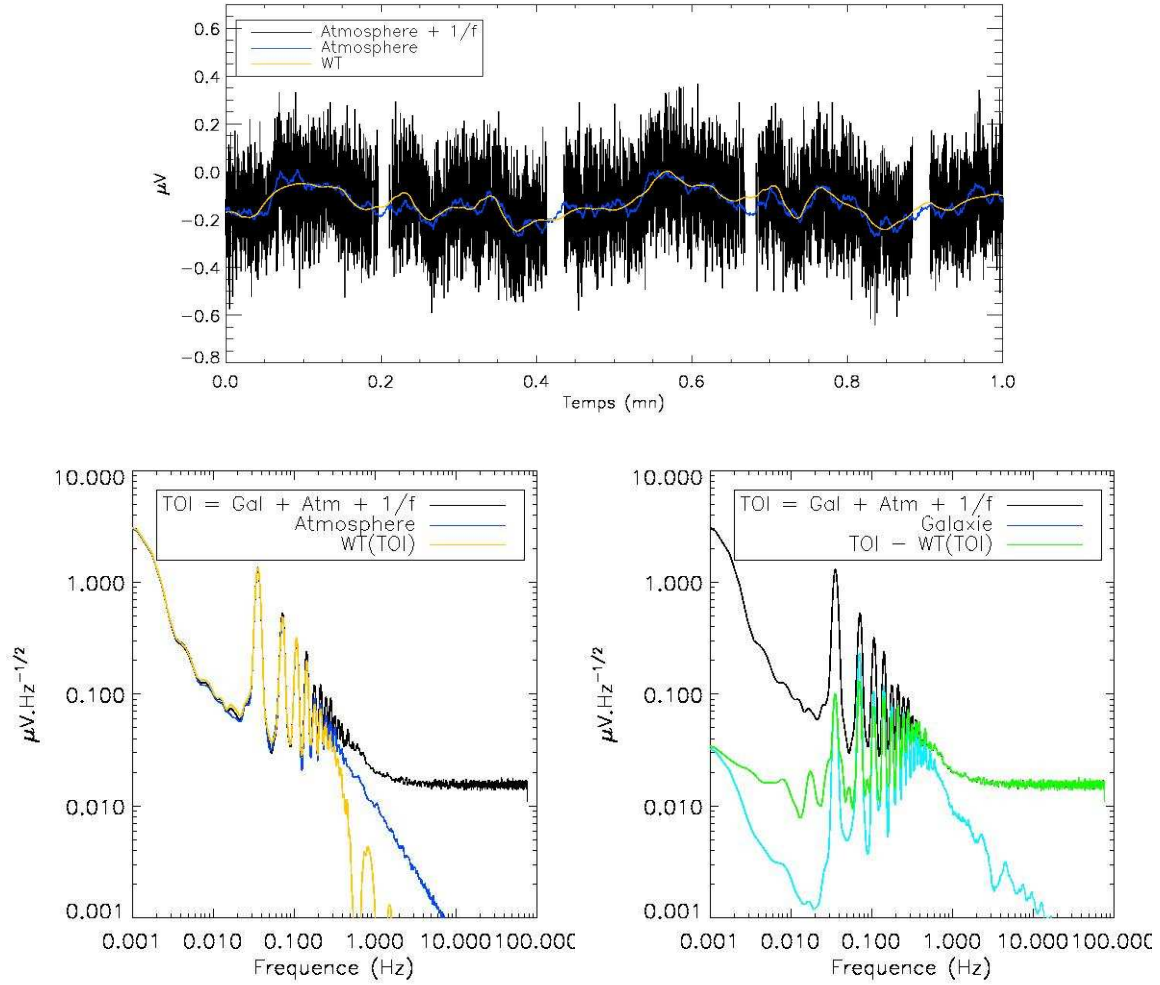 Atmosphere + 1/f
Atmosphere
WT
0.6
0.4
0.2
0.0
−0.2
−0.4
−0.6
−0.8
μV
0.0 0.2 0.4 0.6 0.8 1.0
Temps (mn)
TOI = Gal + Atm + 1/f
Atmosphere
WT(TOI)
10.000
1.000
0.100
0.010
0.001
μV.Hz−1/2
0.001 0.010 0.100 1.000 10.000 100.000
Frequence (Hz)
TOI = Gal + Atm + 1/f
Galaxie
TOI − WT(TOI)
10.000
1.000
0.100
0.010
0.001
μV.Hz−1/2
0.001 0.010 0.100 1.000 10.000 100.000
Frequence (Hz)